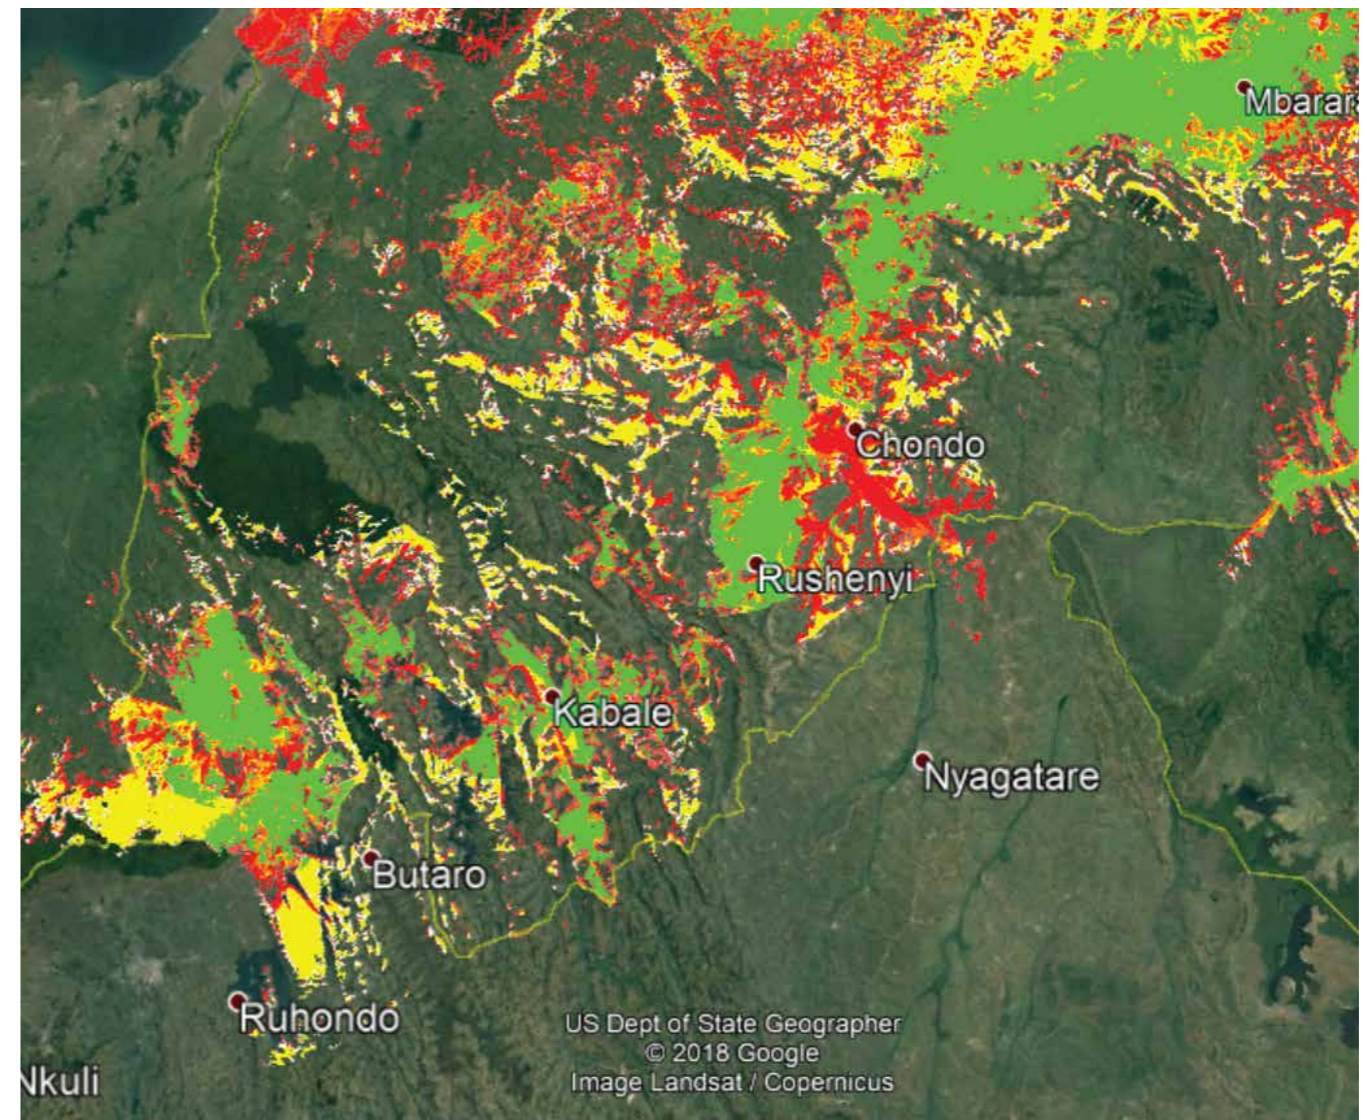 Mbarara
Chondo
Rushenyi
Kabale
Nyagatare
Butaro
Ruhondo
US Dept of State Geographer
© 2018 Google
Image Landsat / Copernicus
Nkuli